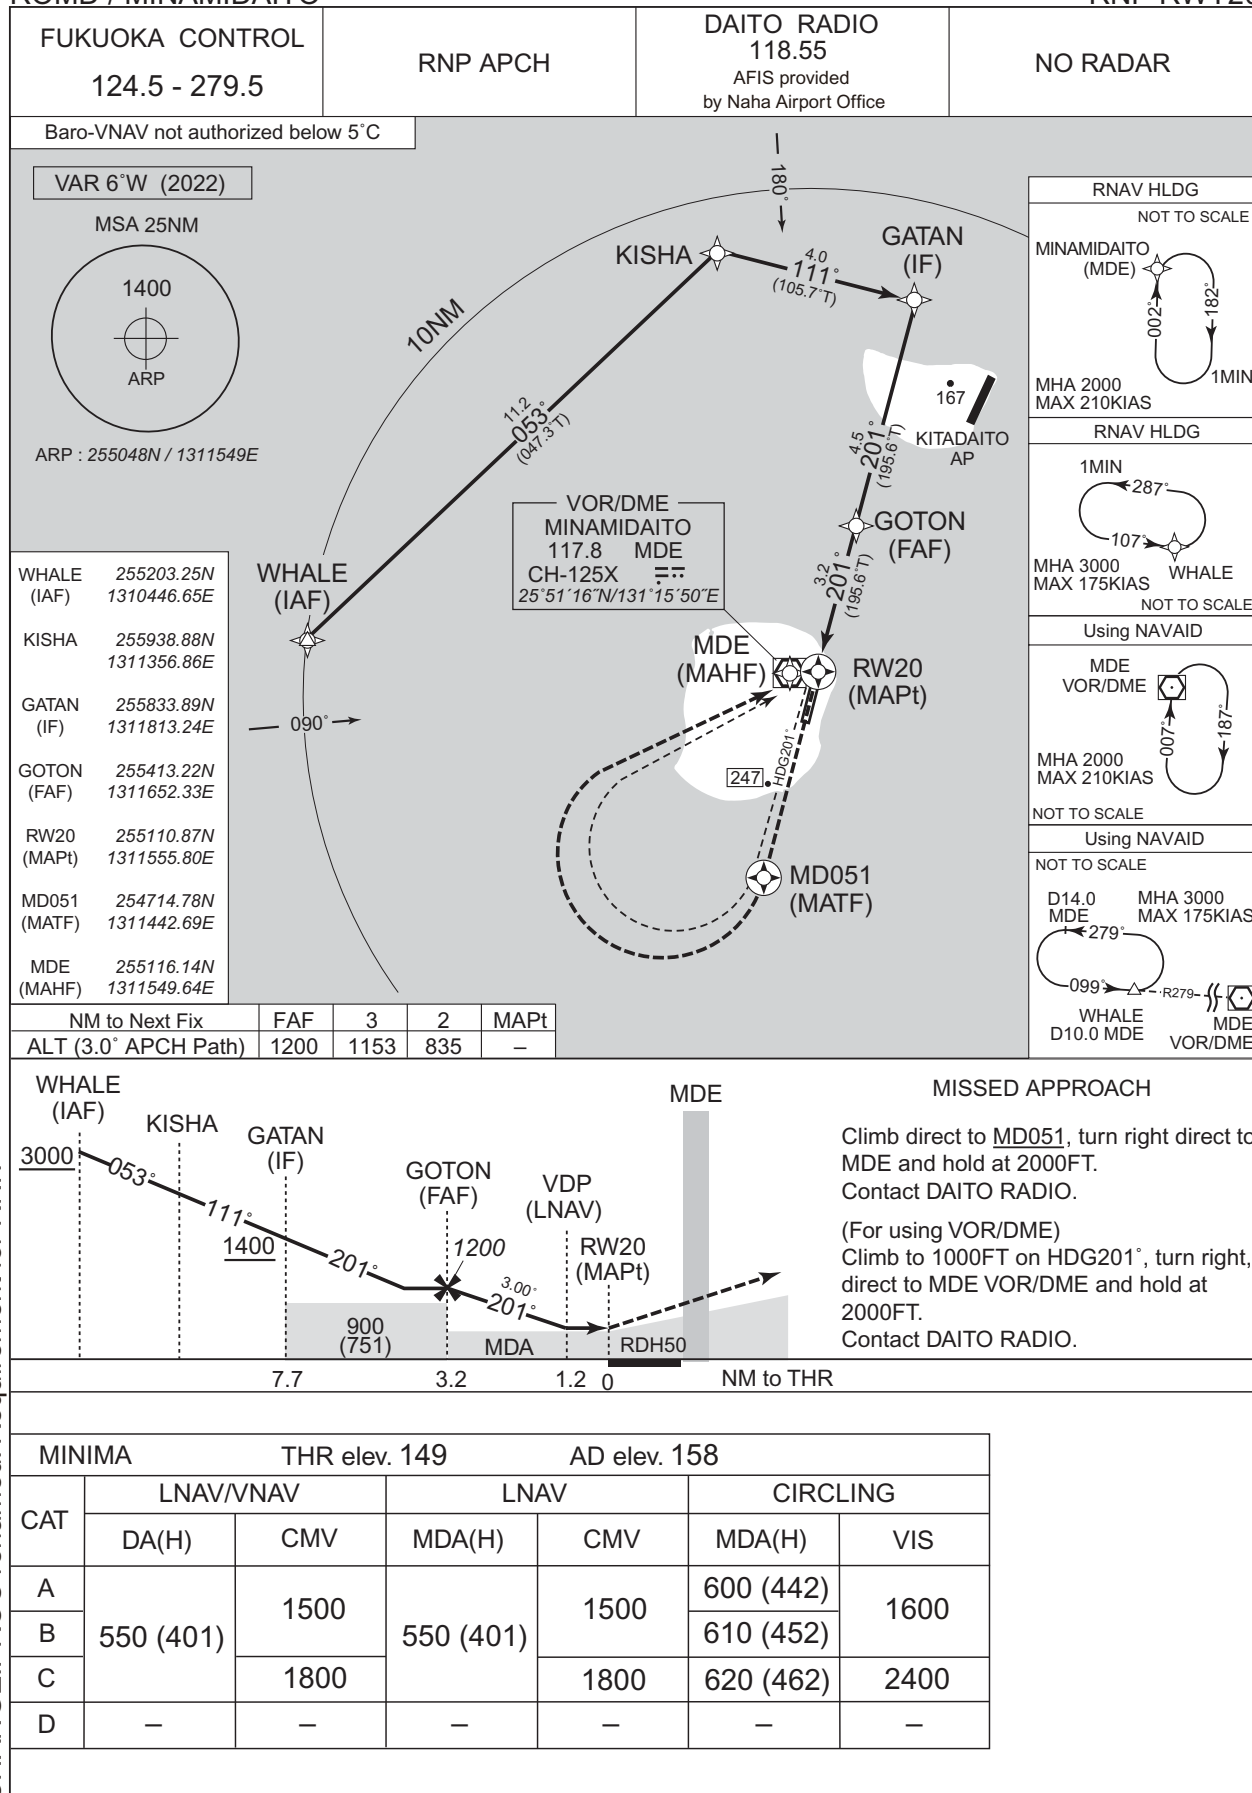 ROMD / MINAMIDAITO
FUKUOKA CONTROL
124.5 - 279.5
RNP APCH
DAITO RADIO
118.55
AFIS provided
by Naha Airport Office
NO RADAR
Baro-VNAV not authorized below 5˚C
VAR 6˚W (2022)
MSA 25NM
1400
ARP
ARP : 255048N / 1311549E
10NM
180˚
KISHA
4.0
111˚
(105.7˚T)
GATAN
(IF)
11.2
053˚
(047.3˚T)
167
KITADAITO
AP
4.5
201˚
(195.6˚T)
GOTON
(FAF)
3.2
201˚
(195.6˚T)
VOR/DME
MINAMIDAITO
117.8 MDE
CH-125X
25˚51´16˝N/131˚15´50˝E
WHALE
(IAF)
090˚
MDE
(MAHF)
RW20
(MAPt)
HDG201˚
247
MD051
(MATF)
WHALE 255203.25N
(IAF) 1310446.65E
KISHA 255938.88N
1311356.86E
GATAN 255833.89N
(IF) 1311813.24E
GOTON 255413.22N
(FAF) 1311652.33E
RW20 255110.87N
(MAPt) 1311555.80E
MD051 254714.78N
(MATF) 1311442.69E
MDE 255116.14N
(MAHF) 1311549.64E
RNAV HLDG
NOT TO SCALE
MINAMIDAITO
(MDE)
002˚
182˚
1MIN
MHA 2000
MAX 210KIAS
RNAV HLDG
1MIN
287˚
107˚
MHA 3000
MAX 175KIAS
WHALE
NOT TO SCALE
Using NAVAID
MDE
VOR/DME
007˚
187˚
MHA 2000
MAX 210KIAS
NOT TO SCALE
Using NAVAID
NOT TO SCALE
D14.0
MDE
MHA 3000
MAX 175KIAS
279˚
099˚
R279
WHALE
D10.0 MDE
MDE
VOR/DME
NM to Next Fix FAF 3 2 MAPt
ALT (3.0˚ APCH Path) 1200 1153 835 –
WHALE
(IAF)
KISHA
GATAN
(IF)
GOTON
(FAF)
VDP
(LNAV)
RW20
(MAPt)
MDE
3000
053˚
111˚
1400
201˚
1200
3.00˚
201˚
900
(751)
MDA
RDH50
7.7 3.2 1.2 0 NM to THR
MISSED APPROACH
Climb direct to MD051, turn right direct to
MDE and hold at 2000FT.
Contact DAITO RADIO.
(For using VOR/DME)
Climb to 1000FT on HDG201˚, turn right,
direct to MDE VOR/DME and hold at
2000FT.
Contact DAITO RADIO.
MINIMA THR elev. 149 AD elev. 158
CAT LNAV/VNAV LNAV CIRCLING
DA(H) CMV MDA(H) CMV MDA(H) VIS
A 550 (401) 1500 550 (401) 1500 600 (442) 1600
B 610 (452)
C 1800 1800 620 (462) 2400
D – – – – – –